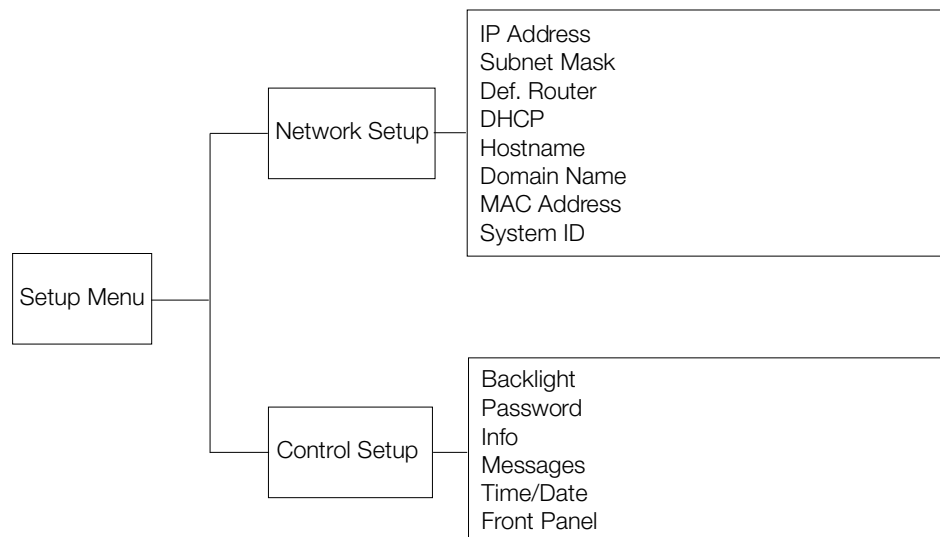 Setup Menu
Network Setup
IP Address
Subnet Mask
Def. Router
DHCP
Hostname
Domain Name
MAC Address
System ID
Control Setup
Backlight
Password
Info
Messages
Time/Date
Front Panel